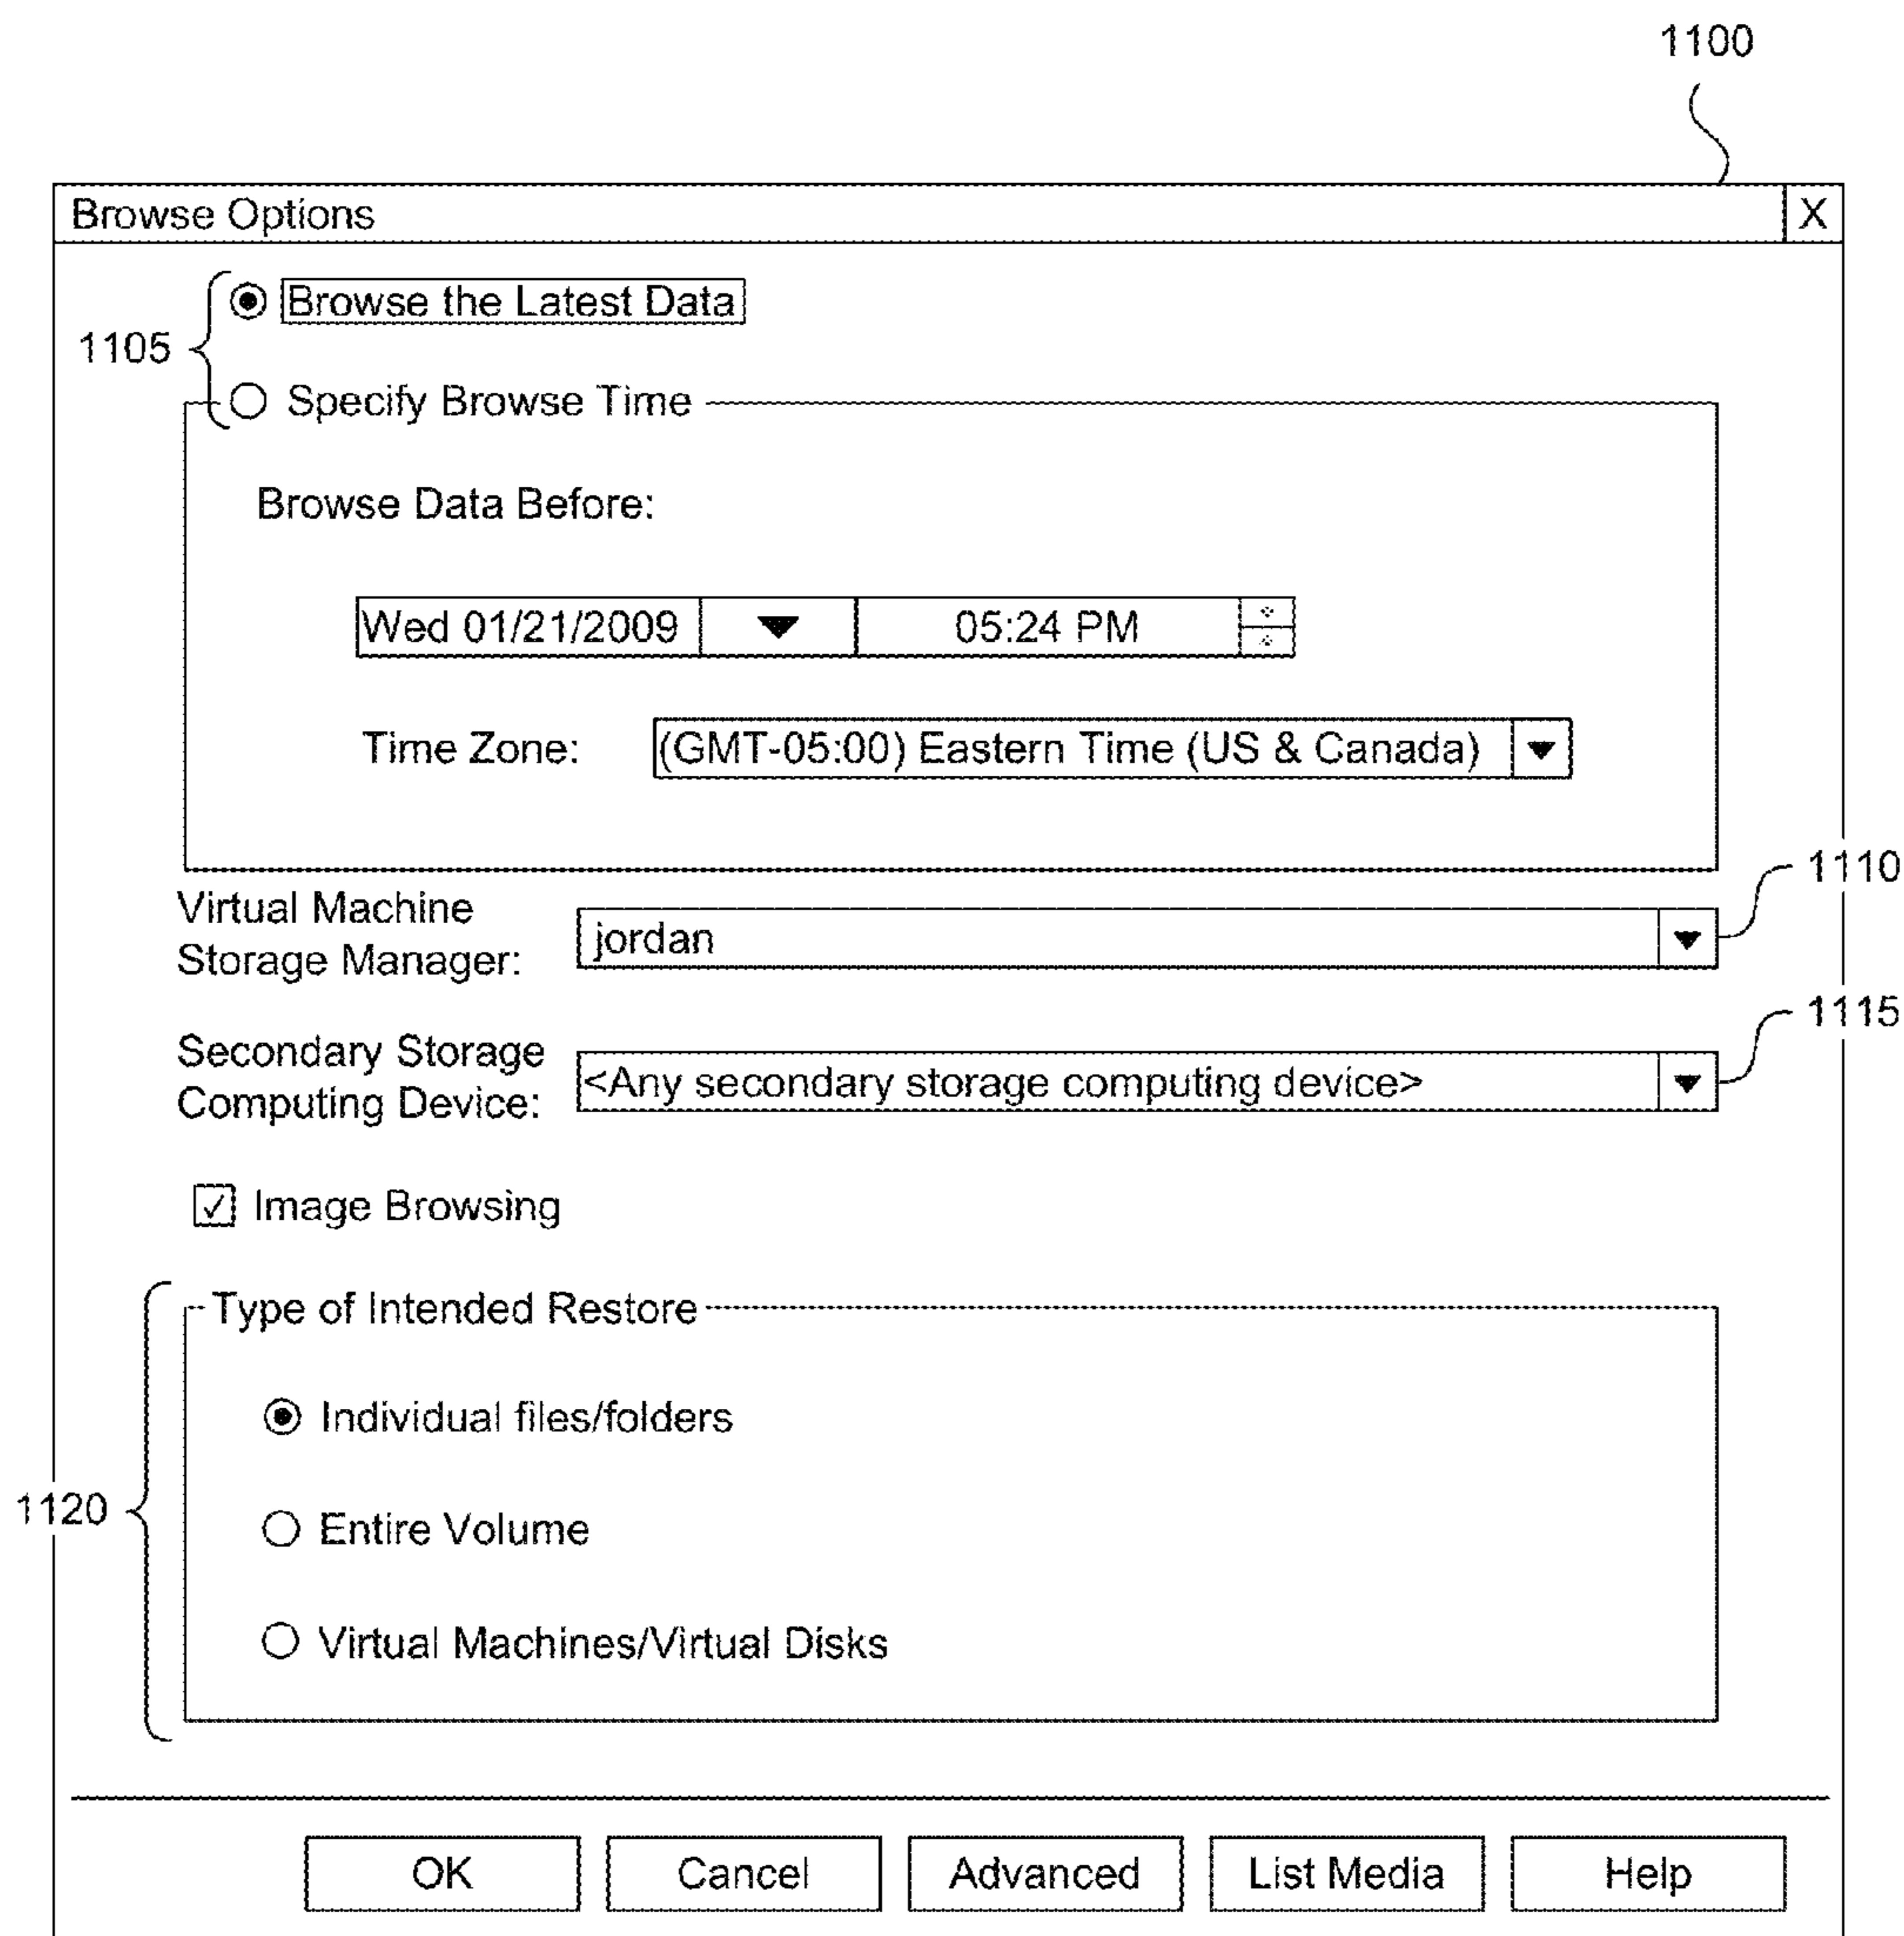 1100
Browse Options X
Browse the Latest Data
1105
Specify Browse Time
Browse Data Before:
Wed 01/21/2009 05:24 PM
Time Zone: (GMT-05:00) Eastern Time (US & Canada)
1110
Virtual Machine
Storage Manager:
jordan
1115
Secondary Storage
Computing Device:
<Any secondary storage computing device>
Image Browsing
Type of Intended Restore
Individual files/folders
1120
Entire Volume
Virtual Machines/Virtual Disks
OK Cancel Advanced List Media Help